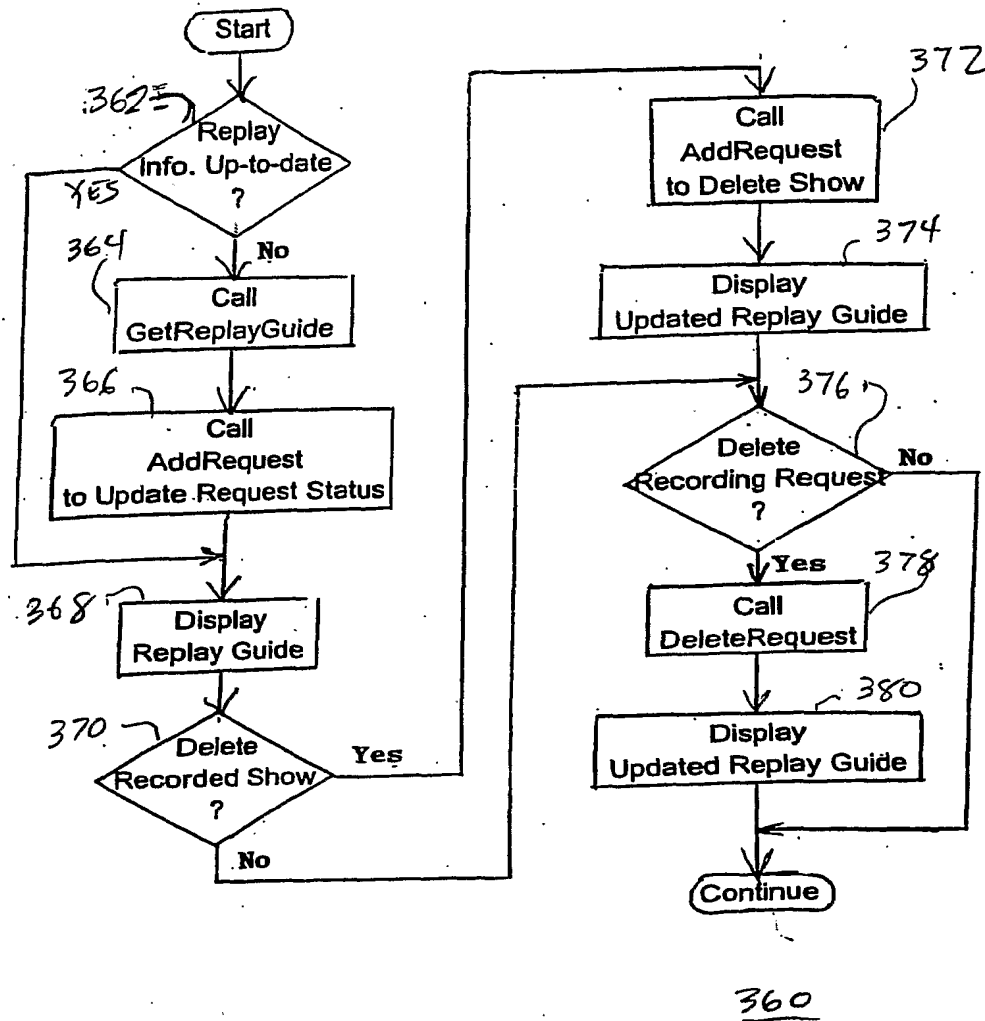 Start
362
Replay
Info. Up-to-date
?
YES
No
364
Call
GetReplayGuide
366
Call
AddRequest
to Update Request Status
368
Display
Replay Guide
370
Delete
Recorded Show
?
Yes
No
372
Call
AddRequest
to Delete Show
374
Display
Updated Replay Guide
376
Delete
Recording Request
?
No
Yes
378
Call
DeleteRequest
380
Display
Updated Replay Guide
Continue
360